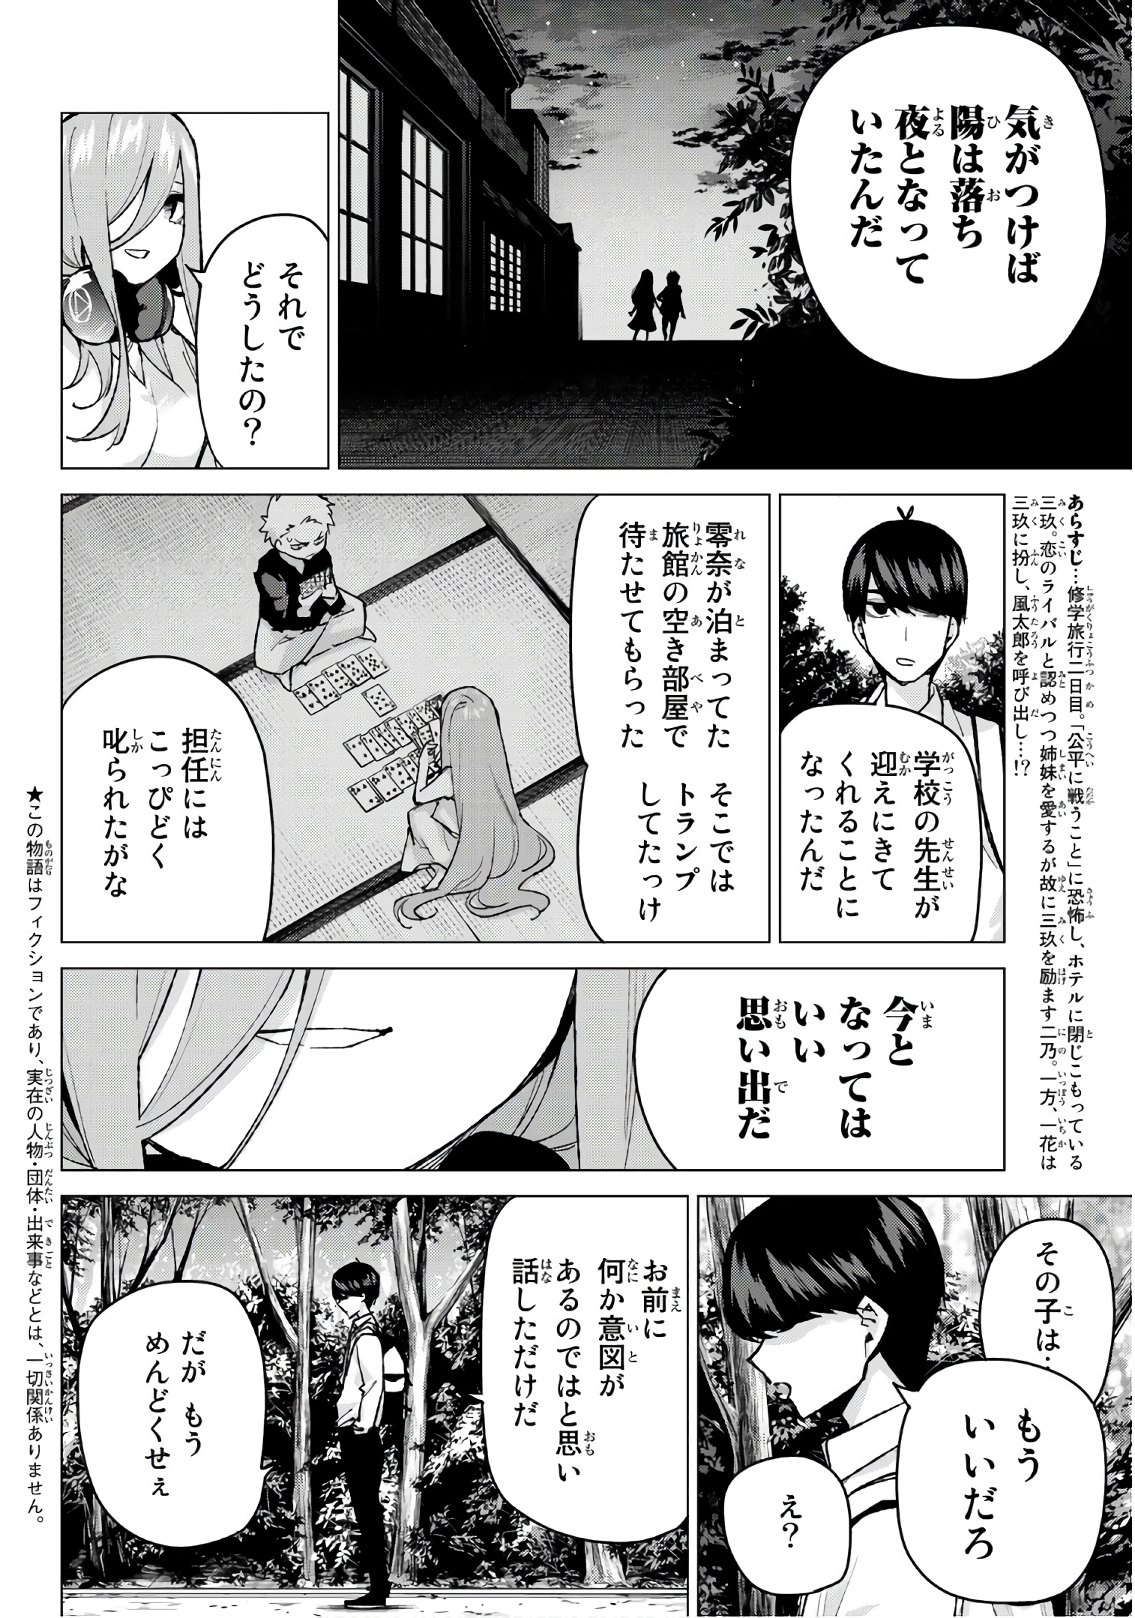 気がつけば
陽は落ち
夜となって
いたんだ
それで
どうしたの？
あらすじ…修学旅行二日目。「公平に戦うこと」に恐怖し、ホテルに閉じこもっている
三玖。恋のライバルと認めつつ姉妹を愛するが故に三玖を励ます二乃。一方、一花は
三玖に扮し、風太郎を呼び出し…!?
学校の先生が
迎えにきて
くれることに
なったんだ
零奈が泊まってた
旅館の空き部屋で
待たせてもらった
そこでは
トランプ
してたっけ
担任には
こっぴどく
叱られたがな
今と
なっては
いい
思い出だ
その子は…
もう
いいだろ
え？
お前に
何か意図が
あるのではと思い
話しただけだ
だが もう
めんどくせぇ
★この物語はフィクションであり、実在の人物・団体・出来事などとは、一切関係ありません。